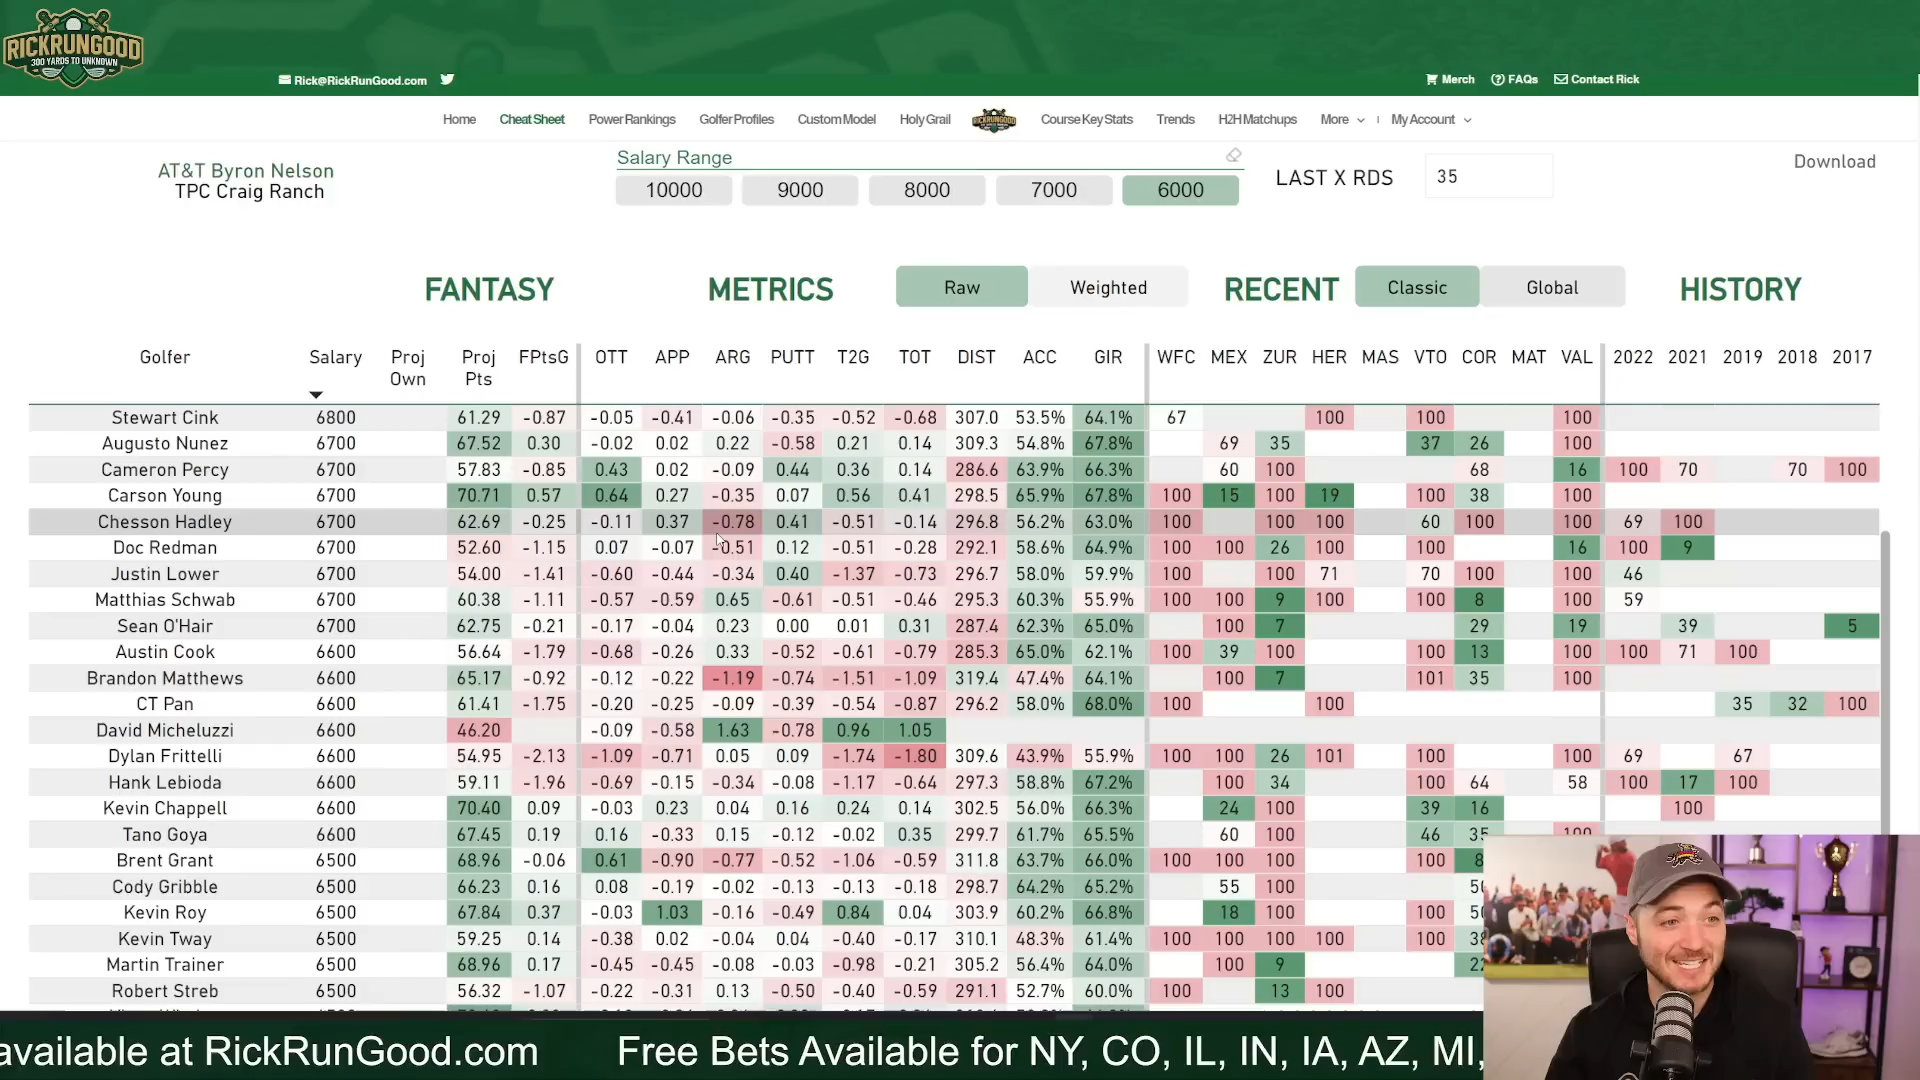 RICKRUNGOOD
300 YARDS TO UNKNOWN
Rick@RickRunGood.com
Merch FAQs Contact Rick
Home Cheat Sheet Power Rankings Golfer Profiles Custom Model Holy Grail RICKRUNGOOD Course Key Stats Trends H2H Matchups More My Account
AT&T Byron Nelson
TPC Craig Ranch
Salary Range
10000 9000 8000 7000 6000
LAST X RDS 35
Download
FANTASY METRICS Raw Weighted RECENT Classic Global HISTORY
Golfer Salary Proj Own Proj Pts FPtsG OTT APP ARG PUTT T2G TOT DIST ACC GIR WFC MEX ZUR HER MAS VTO COR MAT VAL 2022 2021 2019 2018 2017
Stewart Cink 6800 61.29 -0.87 -0.05 -0.41 -0.06 -0.35 -0.52 -0.68 307.0 53.5% 64.1% 67 100 100 100
Augusto Nunez 6700 67.52 0.30 -0.02 0.02 0.22 -0.58 0.21 0.14 309.3 54.8% 67.8% 69 35 37 26 100
Cameron Percy 6700 57.83 -0.85 0.43 0.02 -0.09 0.44 0.36 0.14 286.6 63.9% 66.3% 60 100 68 16 100 70 70 100
Carson Young 6700 70.71 0.57 0.64 0.27 -0.35 0.07 0.56 0.41 298.5 65.9% 67.8% 100 15 100 19 100 38 100
Chesson Hadley 6700 62.69 -0.25 -0.11 0.37 -0.78 0.41 -0.51 -0.14 296.8 56.2% 63.0% 100 100 100 60 100 100 69 100
Doc Redman 6700 52.60 -1.15 0.07 -0.07 -0.51 0.12 -0.51 -0.28 292.1 58.6% 64.9% 100 100 26 100 100 16 100 9
Justin Lower 6700 54.00 -1.41 -0.60 -0.44 -0.34 0.40 -1.37 -0.73 296.7 58.0% 59.9% 100 100 71 70 100 100 46
Matthias Schwab 6700 60.38 -1.11 -0.57 -0.59 0.65 -0.61 -0.51 -0.46 295.3 60.3% 55.9% 100 100 9 100 100 8 100 59
Sean O'Hair 6700 62.75 -0.21 -0.17 -0.04 0.23 0.00 0.01 0.31 287.4 62.3% 65.0% 100 7 29 19 39 5
Austin Cook 6600 56.64 -1.79 -0.68 -0.26 0.33 -0.52 -0.61 -0.79 285.3 65.0% 62.1% 100 39 100 100 13 100 100 71 100
Brandon Matthews 6600 65.17 -0.92 -0.12 -0.22 -1.19 -0.74 -1.51 -1.09 319.4 47.4% 64.1% 100 7 101 35 100
CT Pan 6600 61.41 -1.75 -0.20 -0.25 -0.09 -0.39 -0.54 -0.87 296.2 58.0% 68.0% 100 100 35 32 100
David Micheluzzi 6600 46.20 -0.09 -0.58 1.63 -0.78 0.96 1.05
Dylan Frittelli 6600 54.95 -2.13 -1.09 -0.71 0.05 0.09 -1.74 -1.80 309.6 43.9% 55.9% 100 100 26 101 100 100 69 67
Hank Lebioda 6600 59.11 -1.96 -0.69 -0.15 -0.34 -0.08 -1.17 -0.64 297.3 58.8% 67.2% 100 34 100 64 58 100 17 100
Kevin Chappell 6600 70.40 0.09 -0.03 0.23 0.04 0.16 0.24 0.14 302.5 56.0% 66.3% 24 100 39 16 100
Tano Goya 6600 67.45 0.19 0.16 -0.33 0.15 -0.12 -0.02 0.35 299.7 61.7% 65.5% 60 100 46 35 100
Brent Grant 6500 68.96 -0.06 0.61 -0.90 -0.77 -0.52 -1.06 -0.59 311.8 63.7% 66.0% 100 100 100 100 8
Cody Gribble 6500 66.23 0.16 0.08 -0.19 -0.02 -0.13 -0.13 -0.18 298.7 64.2% 65.2% 55 100
Kevin Roy 6500 67.84 0.37 -0.03 1.03 -0.16 -0.49 0.84 0.04 303.9 60.2% 66.8% 18 100 100
Kevin Tway 6500 59.25 0.14 -0.38 0.02 -0.04 0.04 -0.40 -0.17 310.1 48.3% 61.4% 100 100 100 100 100
Martin Trainer 6500 68.96 0.17 -0.45 -0.45 -0.08 -0.03 -0.98 -0.21 305.2 56.4% 64.0% 100 9
Robert Streb 6500 56.32 -1.07 -0.22 -0.31 0.13 -0.50 -0.40 -0.59 291.1 52.7% 60.0% 100 13 100
available at RickRunGood.com Free Bets Available for NY, CO, IL, IN, IA, AZ, MI,